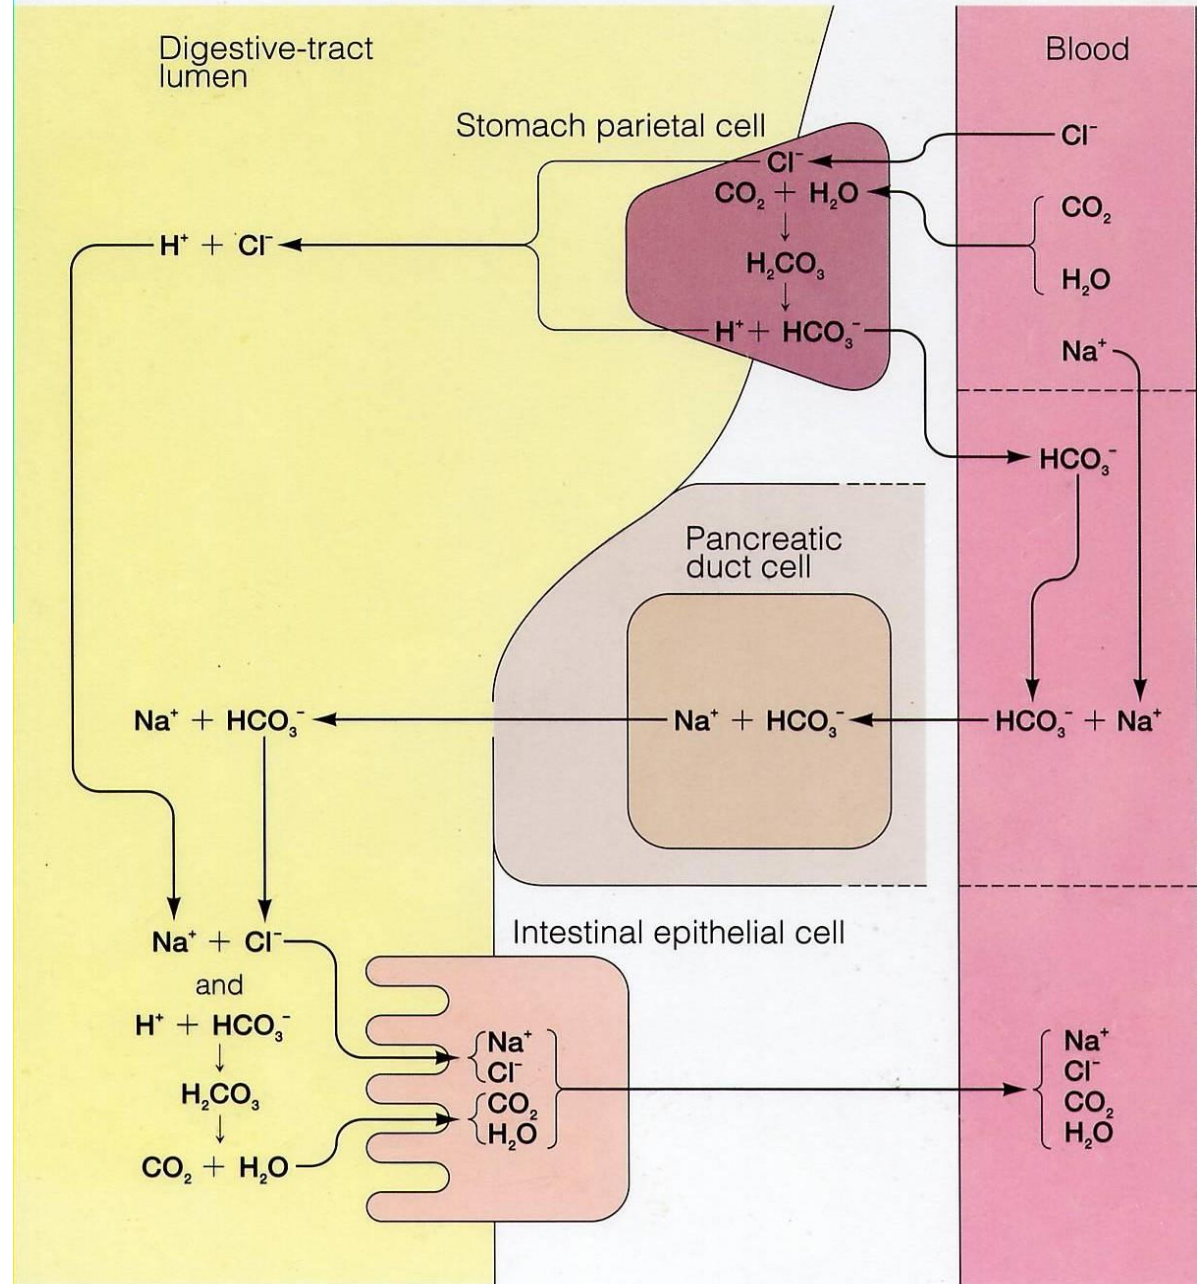 Digestive-tract
lumen
Blood
Stomach parietal cell
Cl⁻
Cl⁻
CO₂ + H₂O
CO₂
H⁺ + Cl⁻
H₂CO₃
H₂O
H⁺ + HCO₃⁻
Na⁺
HCO₃⁻
Pancreatic
duct cell
Na⁺ + HCO₃⁻
Na⁺ + HCO₃⁻
HCO₃⁻ + Na⁺
Na⁺ + Cl⁻
and
H⁺ + HCO₃⁻
H₂CO₃
CO₂ + H₂O
Intestinal epithelial cell
Na⁺
Cl⁻
CO₂
H₂O
Na⁺
Cl⁻
CO₂
H₂O